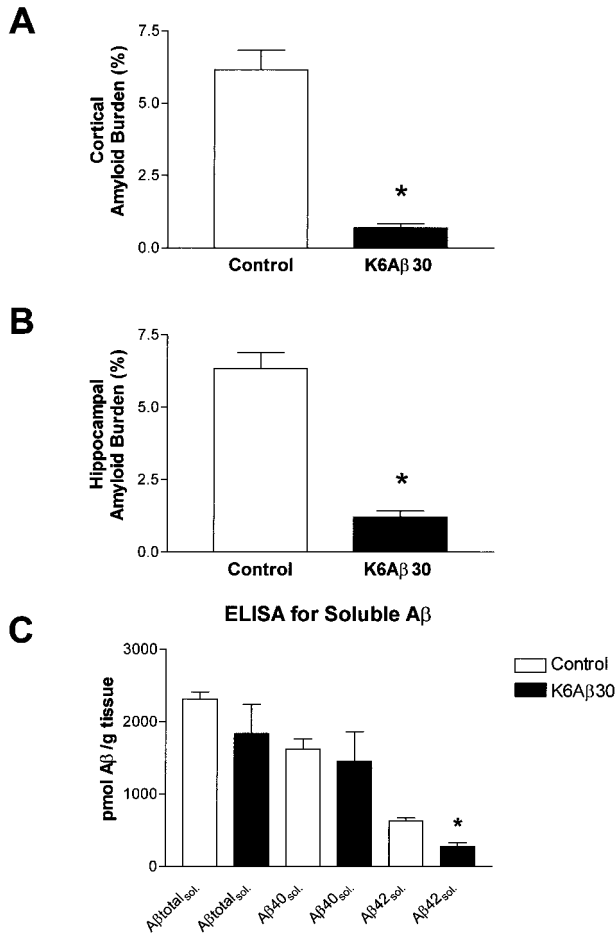 A
Cortical
Amyloid Burden (%)
7.5
5.0
2.5
0.0
*
Control
K6Aβ30
B
Hippocampal
Amyloid Burden (%)
7.5
5.0
2.5
0.0
*
Control
K6Aβ30
C
ELISA for Soluble Aβ
pmol Aβ/g tissue
3000
2000
1000
0
*
Control
K6Aβ30
Aβtotalsol.
Aβtotalsol.
Aβ40sol.
Aβ40sol.
Aβ42sol.
Aβ42sol.